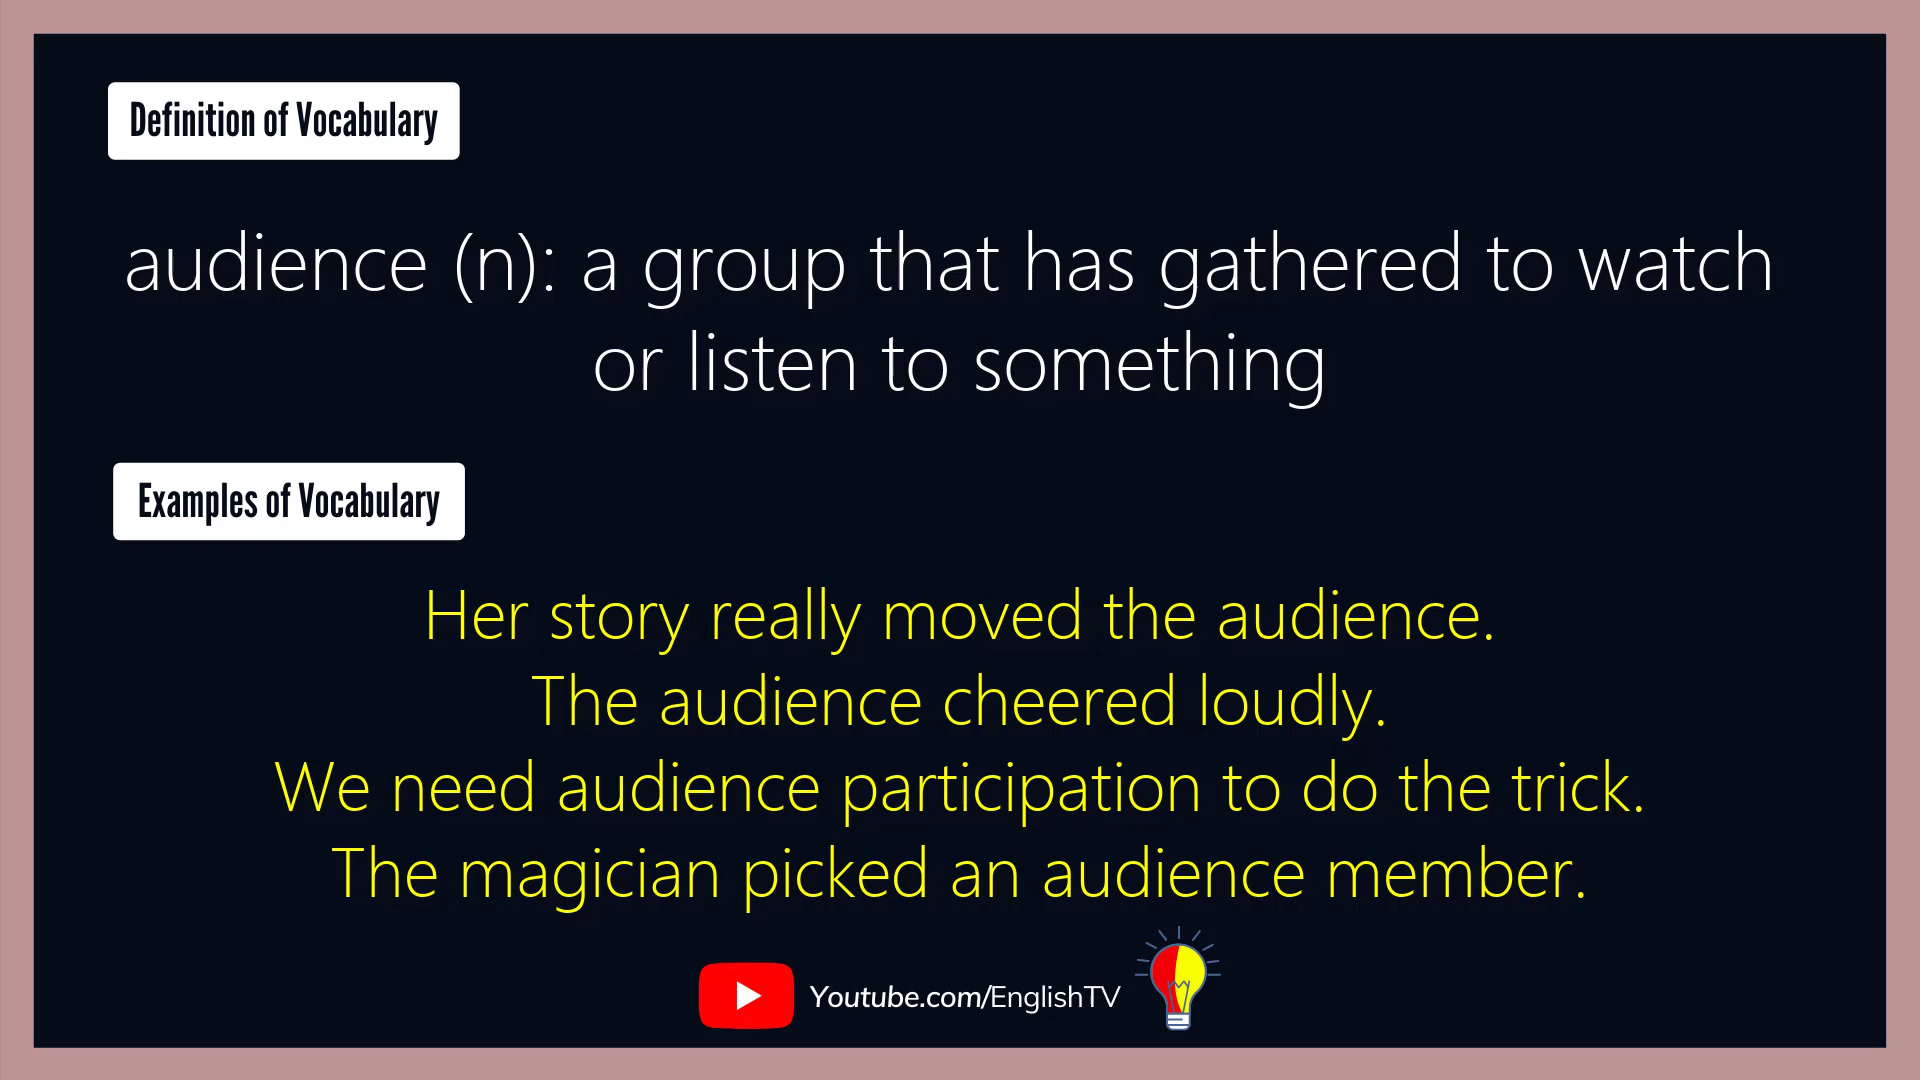 Definition of Vocabulary
audience (n): a group that has gathered to watch
or listen to something
Examples of Vocabulary
Her story really moved the audience.
The audience cheered loudly.
We need audience participation to do the trick.
The magician picked an audience member.
Youtube.com/EnglishTV